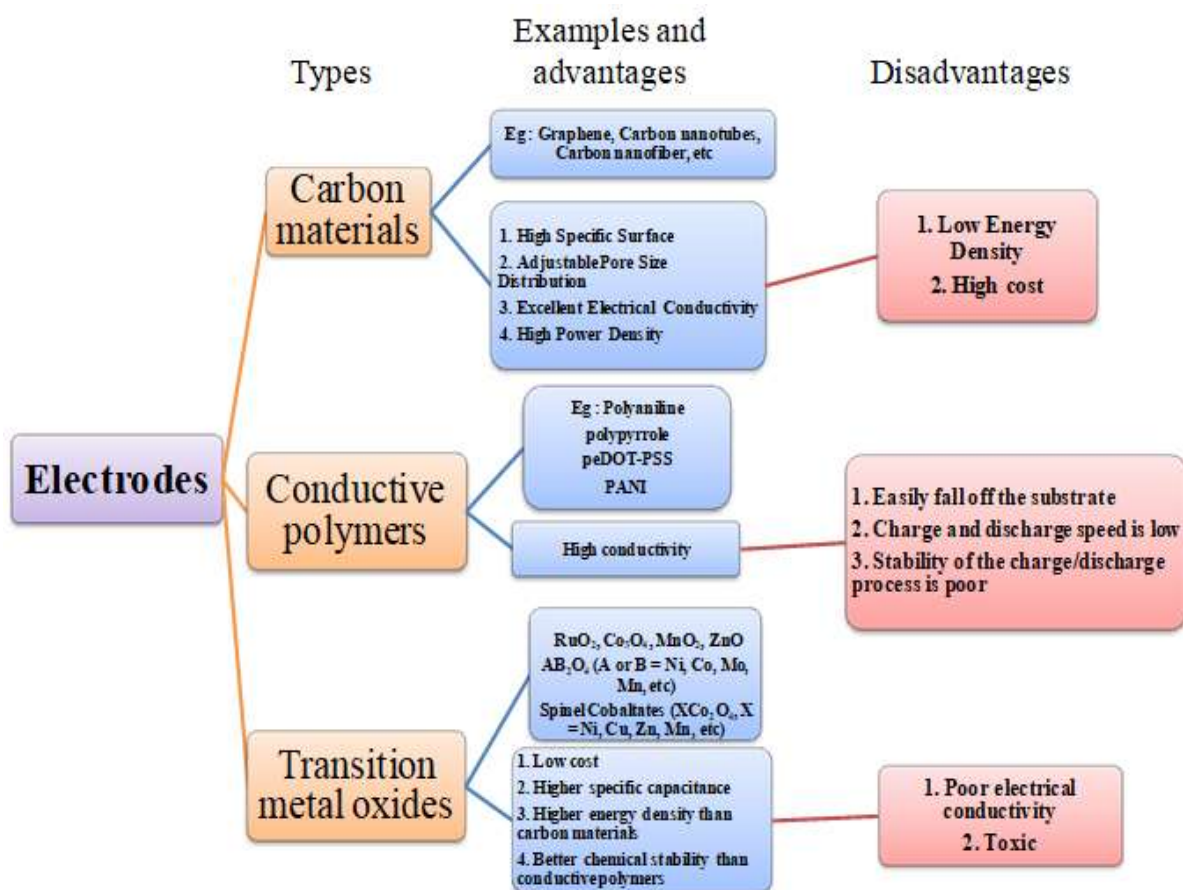 Types
Examples and
advantages
Disadvantages
Eg : Graphene, Carbon nanotubes,
Carbon nanofiber, etc
Carbon
materials
1. High Specific Surface
2. Adjustable Pore Size
Distribution
3. Excellent Electrical Conductivity
4. High Power Density
1. Low Energy
Density
2. High cost
Electrodes
Conductive
polymers
Eg : Polyaniline
polypyrrole
peDOT-PSS
PANI
High conductivity
1. Easily fall off the substrate
2. Charge and discharge speed is low
3. Stability of the charge/discharge
process is poor
Transition
metal oxides
RuO₂, Co₃O₄, MnO₂, ZnO
AB₂O₄ (A or B = Ni, Co, Mo,
Mn, etc)
Spinel Cobaltates (XCo₂O₄, X
= Ni, Cu, Zn, Mn, etc)
1. Low cost
2. Higher specific capacitance
3. Higher energy density than
carbon materials
4. Better chemical stability than
conductive polymers
1. Poor electrical
conductivity
2. Toxic